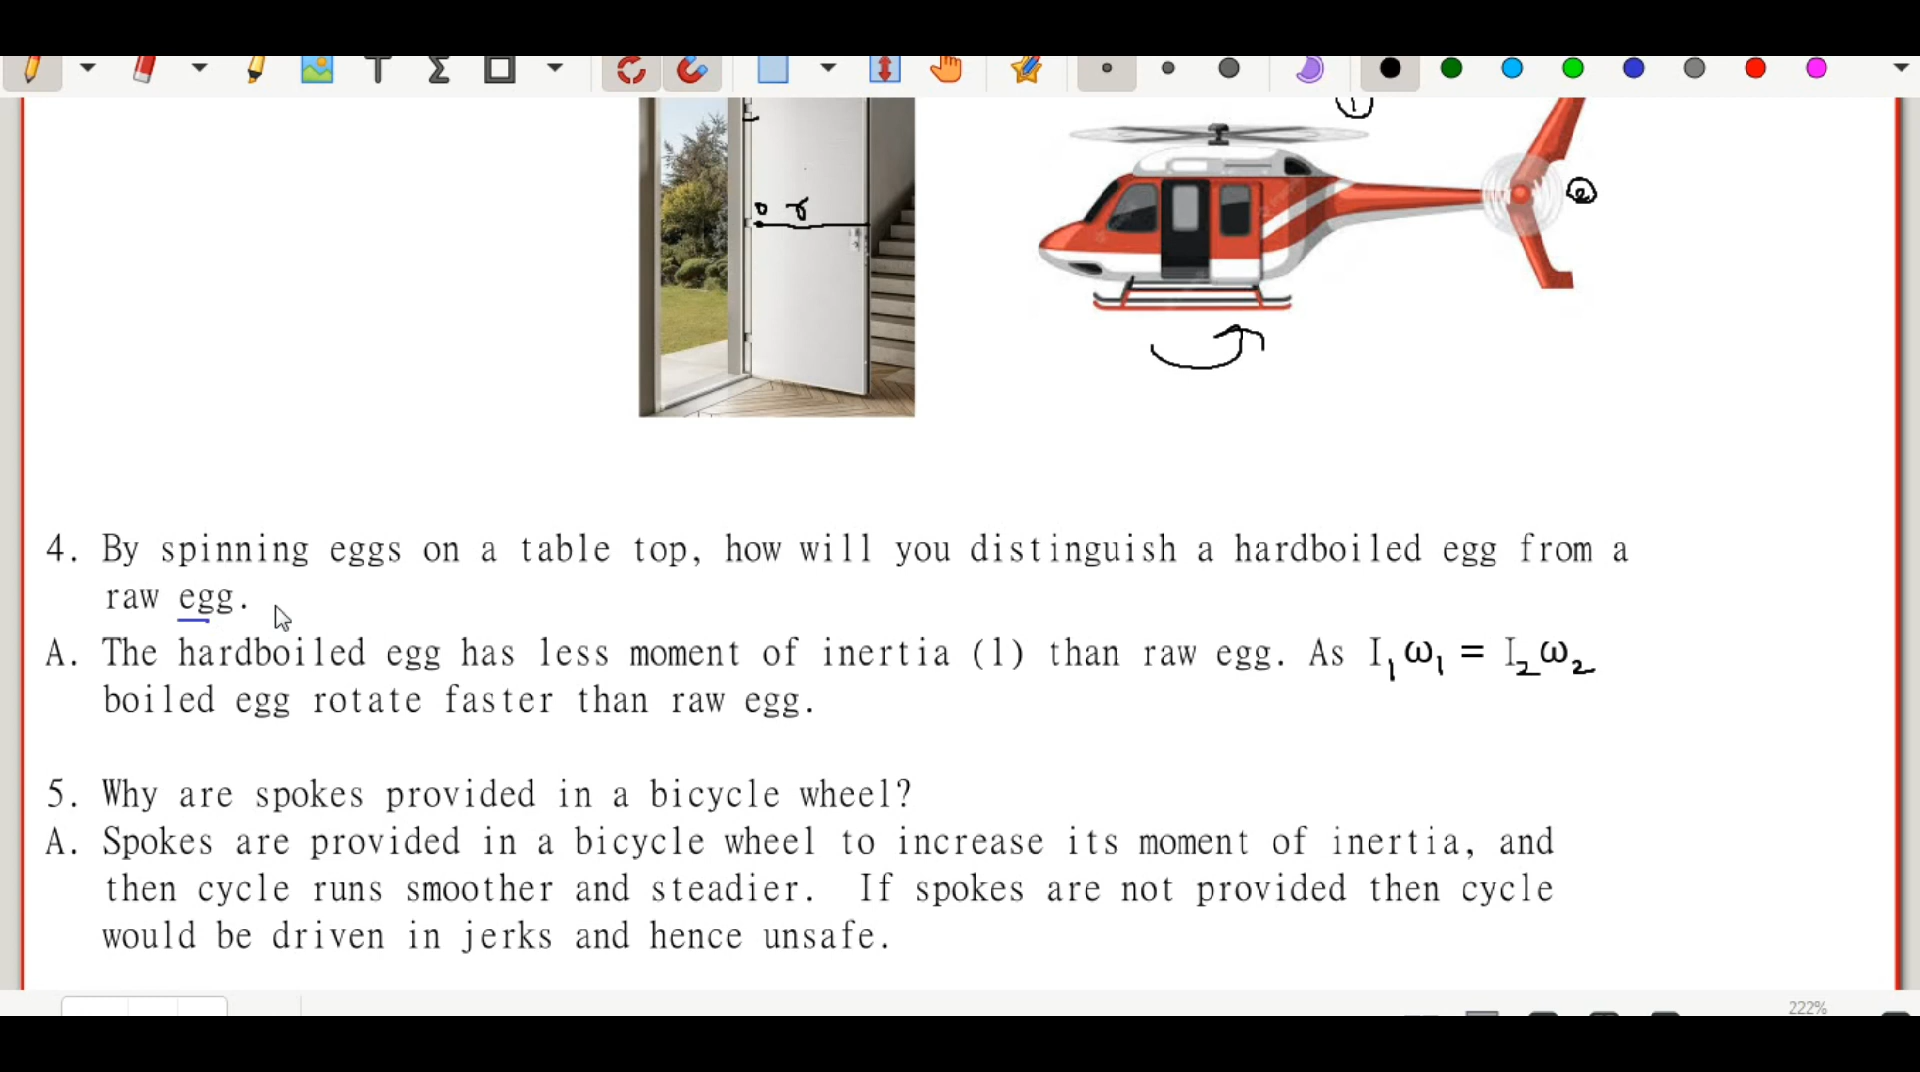 T Σ
①
o r
②
4. By spinning eggs on a table top, how will you distinguish a hardboiled egg from a
raw egg.
A. The hardboiled egg has less moment of inertia (l) than raw egg. As I₁ω₁ = I₂ω₂
boiled egg rotate faster than raw egg.
5. Why are spokes provided in a bicycle wheel?
A. Spokes are provided in a bicycle wheel to increase its moment of inertia, and
then cycle runs smoother and steadier. If spokes are not provided then cycle
would be driven in jerks and hence unsafe.
222%